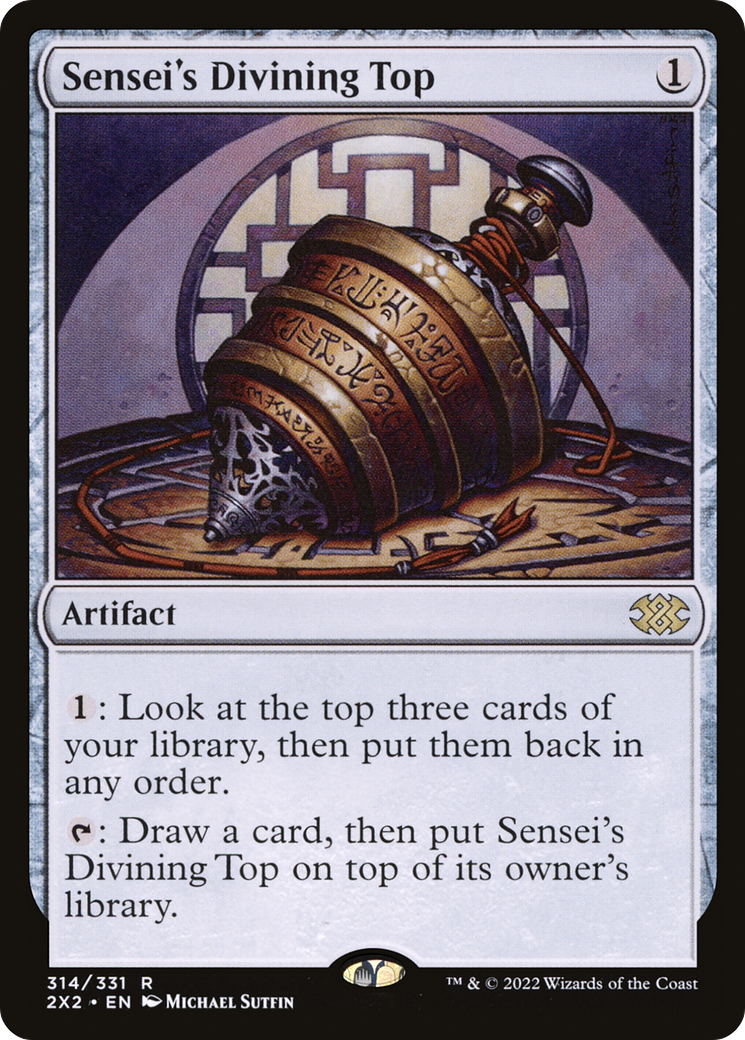 Sensei's Divining Top 1
Artifact
1: Look at the top three cards of
your library, then put them back in
any order.
: Draw a card, then put Sensei's
Divining Top on top of its owner's
library.
314/331 R
2X2 • EN Michael Sutfin
™ & © 2022 Wizards of the Coast